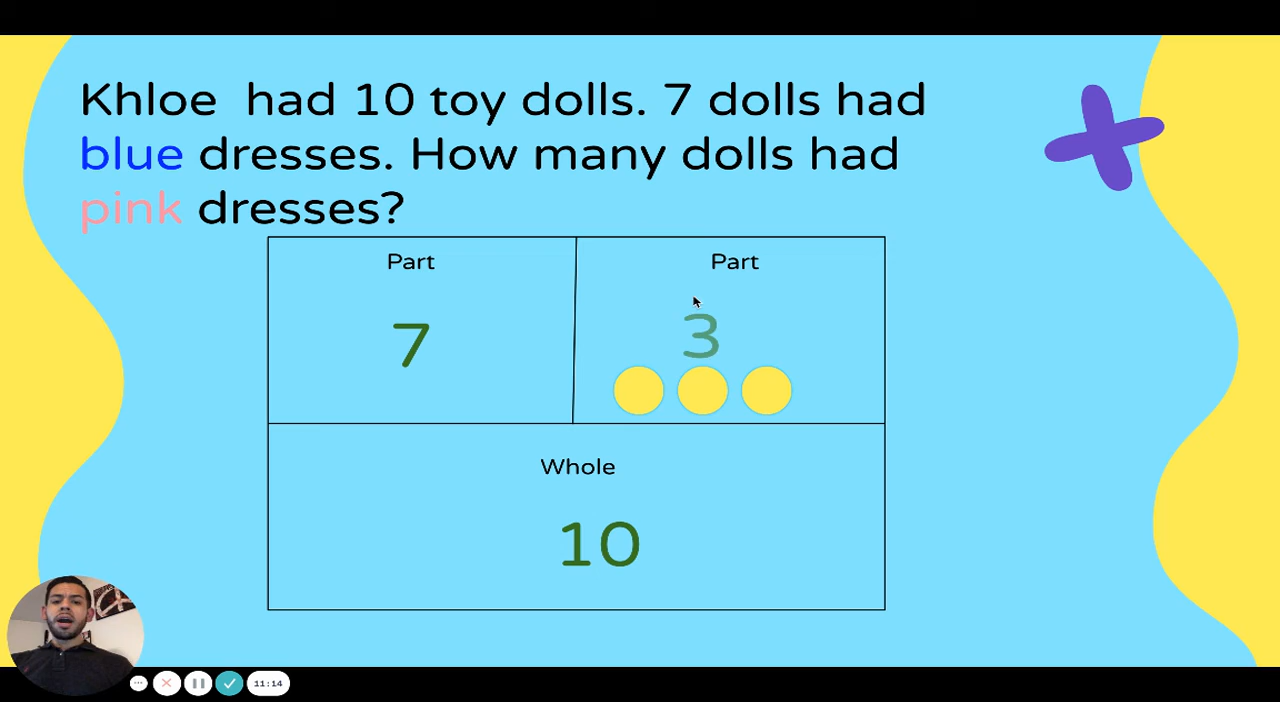 Khloe had 10 toy dolls. 7 dolls had
blue dresses. How many dolls had
pink dresses?
Part
Part
7
3
Whole
10
11:14